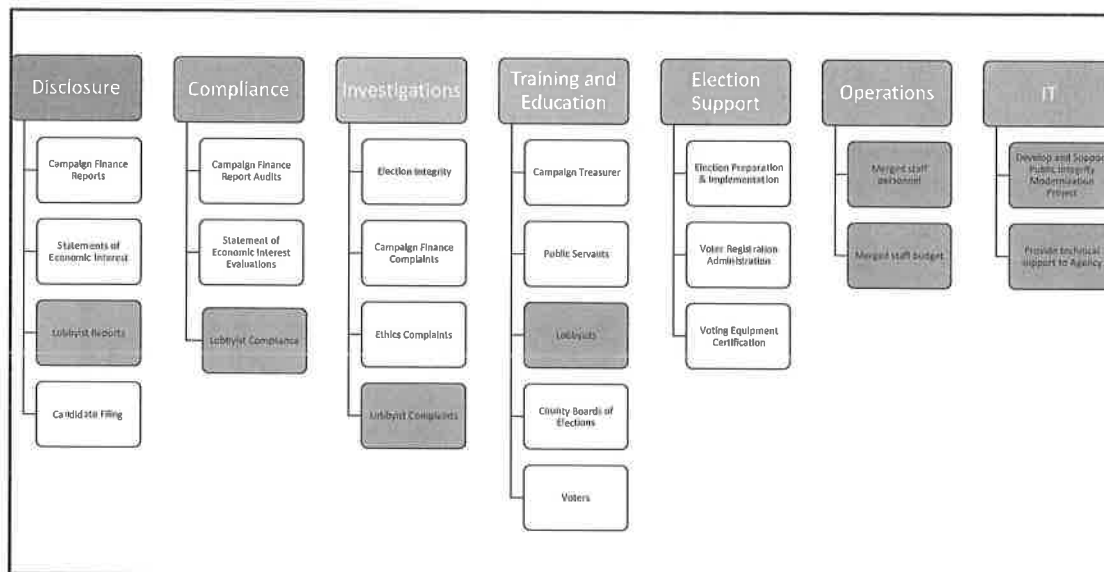 Disclosure
Campaign Finance
Reports
Statements of
Economic Interest
Lobbyist Reports
Candidate Filing
Compliance
Campaign Finance
Report Audits
Statement of
Economic Interest
Evaluations
Lobbyist Compliance
Investigations
Election Integrity
Campaign Finance
Complaints
Ethics Complaints
Lobbyist Complaints
Training and
Education
Campaign Treasurer
Public Servants
Lobbyists
County Boards of
Elections
Voters
Election
Support
Election Preparation
& Implementation
Voter Registration
Administration
Voting Equipment
Certification
Operations
Merged staff
personnel
Merged staff budget
IT
Develop and Support
Public Integrity
Modernization
Project
Provide technical
support to Agency